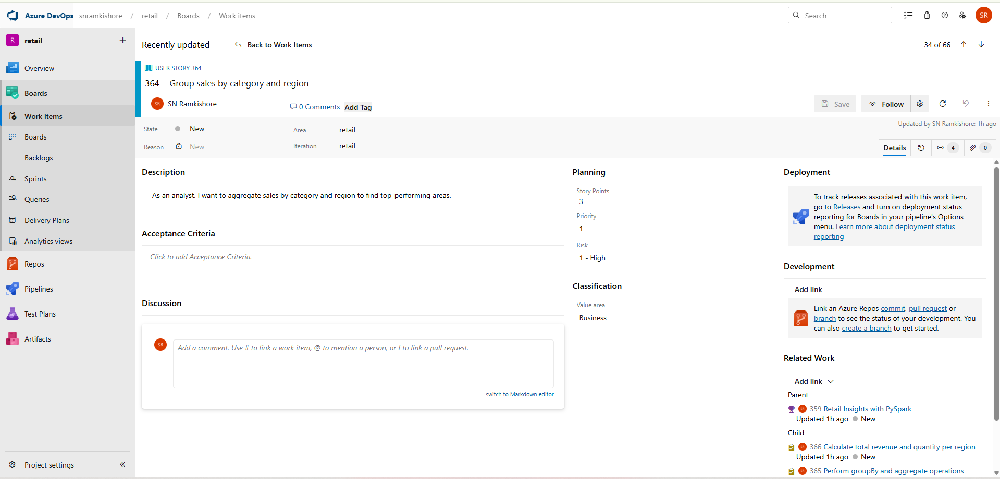 Azure DevOps snramkishore / retail / Boards / Work items
Search
SR
R retail
Overview
Boards
Work items
Boards
Backlogs
Sprints
Queries
Delivery Plans
Analytics views
Repos
Pipelines
Test Plans
Artifacts
Project settings
Recently updated
Back to Work Items
34 of 66
USER STORY 364
364 Group sales by category and region
SR SN Ramkishore
0 Comments
Add Tag
Save
Follow
State New
Area retail
Updated by SN Ramkishore: 1h ago
Reason New
Iteration retail
Details
4
0
Description
As an analyst, I want to aggregate sales by category and region to find top-performing areas.
Acceptance Criteria
Click to add Acceptance Criteria.
Discussion
SR
Add a comment. Use # to link a work item, @ to mention a person, or ! to link a pull request.
switch to Markdown editor
Planning
Story Points
3
Priority
1
Risk
1 - High
Classification
Value area
Business
Deployment
To track releases associated with this work item,
go to Releases and turn on deployment status
reporting for Boards in your pipeline's Options
menu. Learn more about deployment status
reporting
Development
Add link
Link an Azure Repos commit, pull request or
branch to see the status of your development. You
can also create a branch to get started.
Related Work
Add link
Parent
SR 359 Retail Insights with PySpark
Updated 1h ago New
Child
SR 366 Calculate total revenue and quantity per region
Updated 1h ago New
SR 365 Perform groupBy and aggregate operations